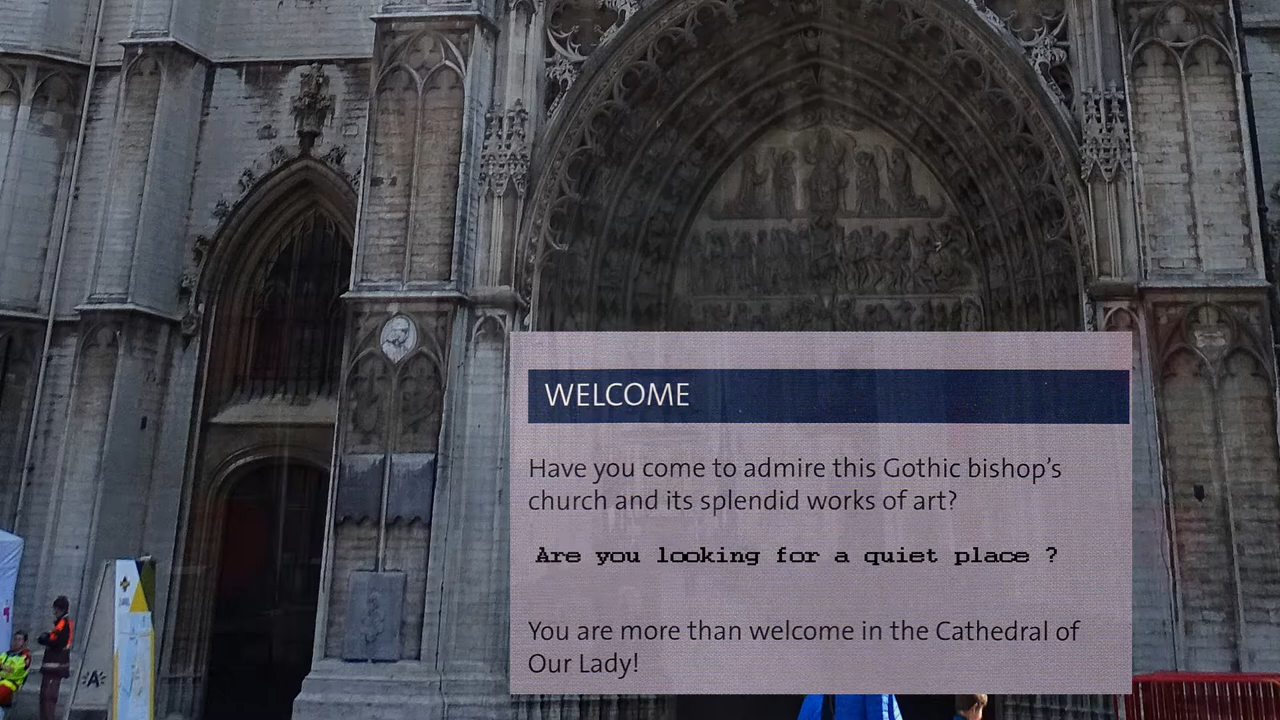 WELCOME
Have you come to admire this Gothic bishop's
church and its splendid works of art?
Are you looking for a quiet place ?
You are more than welcome in the Cathedral of
Our Lady!
A